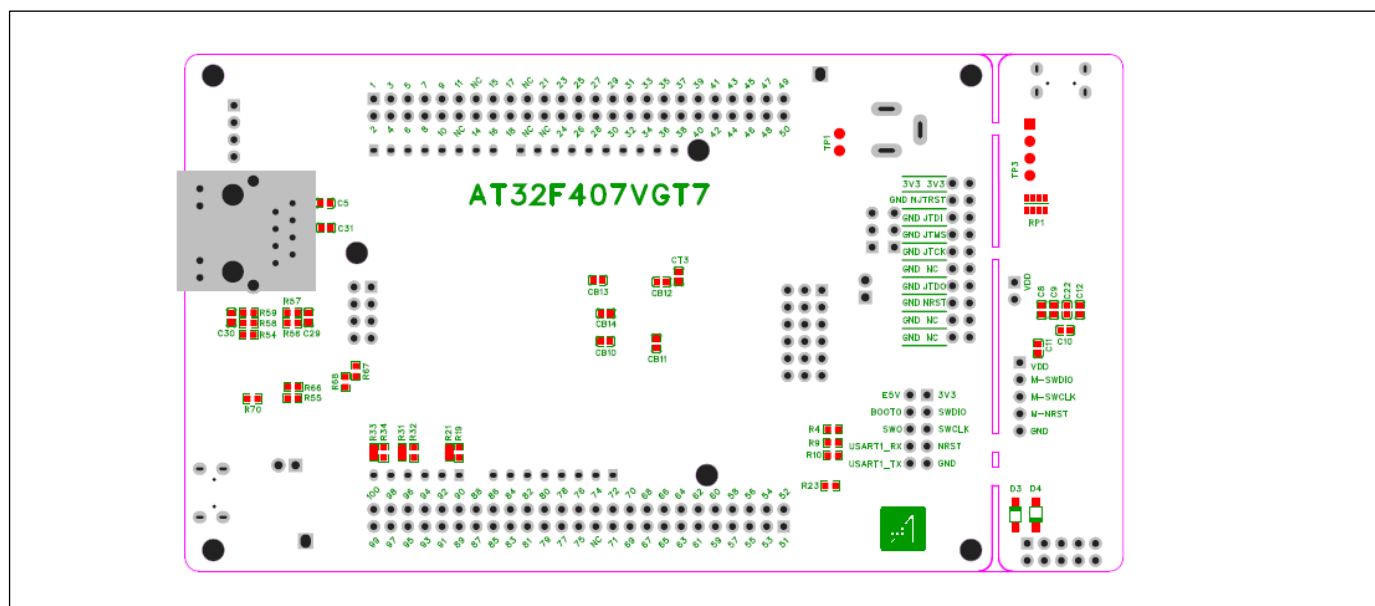 1 3 5 7 9 11 NC 15 17 NC 21 23 25 27 29 31 33 35 37 39 41 43 45 47 49
2 4 6 8 10 NC 14 16 18 NC NC 24 26 28 30 32 34 36 38 40 42 44 46 48 50
TP1
TP3
AT32F407VGT7
3V3 3V3
GND NJTRST
GND JTDI
GND JTMS
GND JTCK
GND NC
GND JTDO
GND NRST
GND NC
GND NC
RP1
C5
C31
CT3
CB13
CB12
CB14
CB10
CB11
VDD
C8
C9
C22
C12
C10
C11
R57
R59
R58
R54
C30
R56
C29
R67
R68
R66
R55
R70
VDD
M-SWDIO
M-SWCLK
M-NRST
GND
E5V 3V3
BOOT0 SWDIO
SWO SWCLK
USART1_RX NRST
USART1_TX GND
R33
R34
R31
R32
R21
R19
R4
R9
R10
R23
D3 D4
100 98 96 94 92 90 88 86 84 82 80 78 76 74 72 70 68 66 64 62 60 58 56 54 52
99 97 95 93 91 89 87 85 83 81 79 77 75 NC 71 69 67 65 63 61 59 57 55 53 51